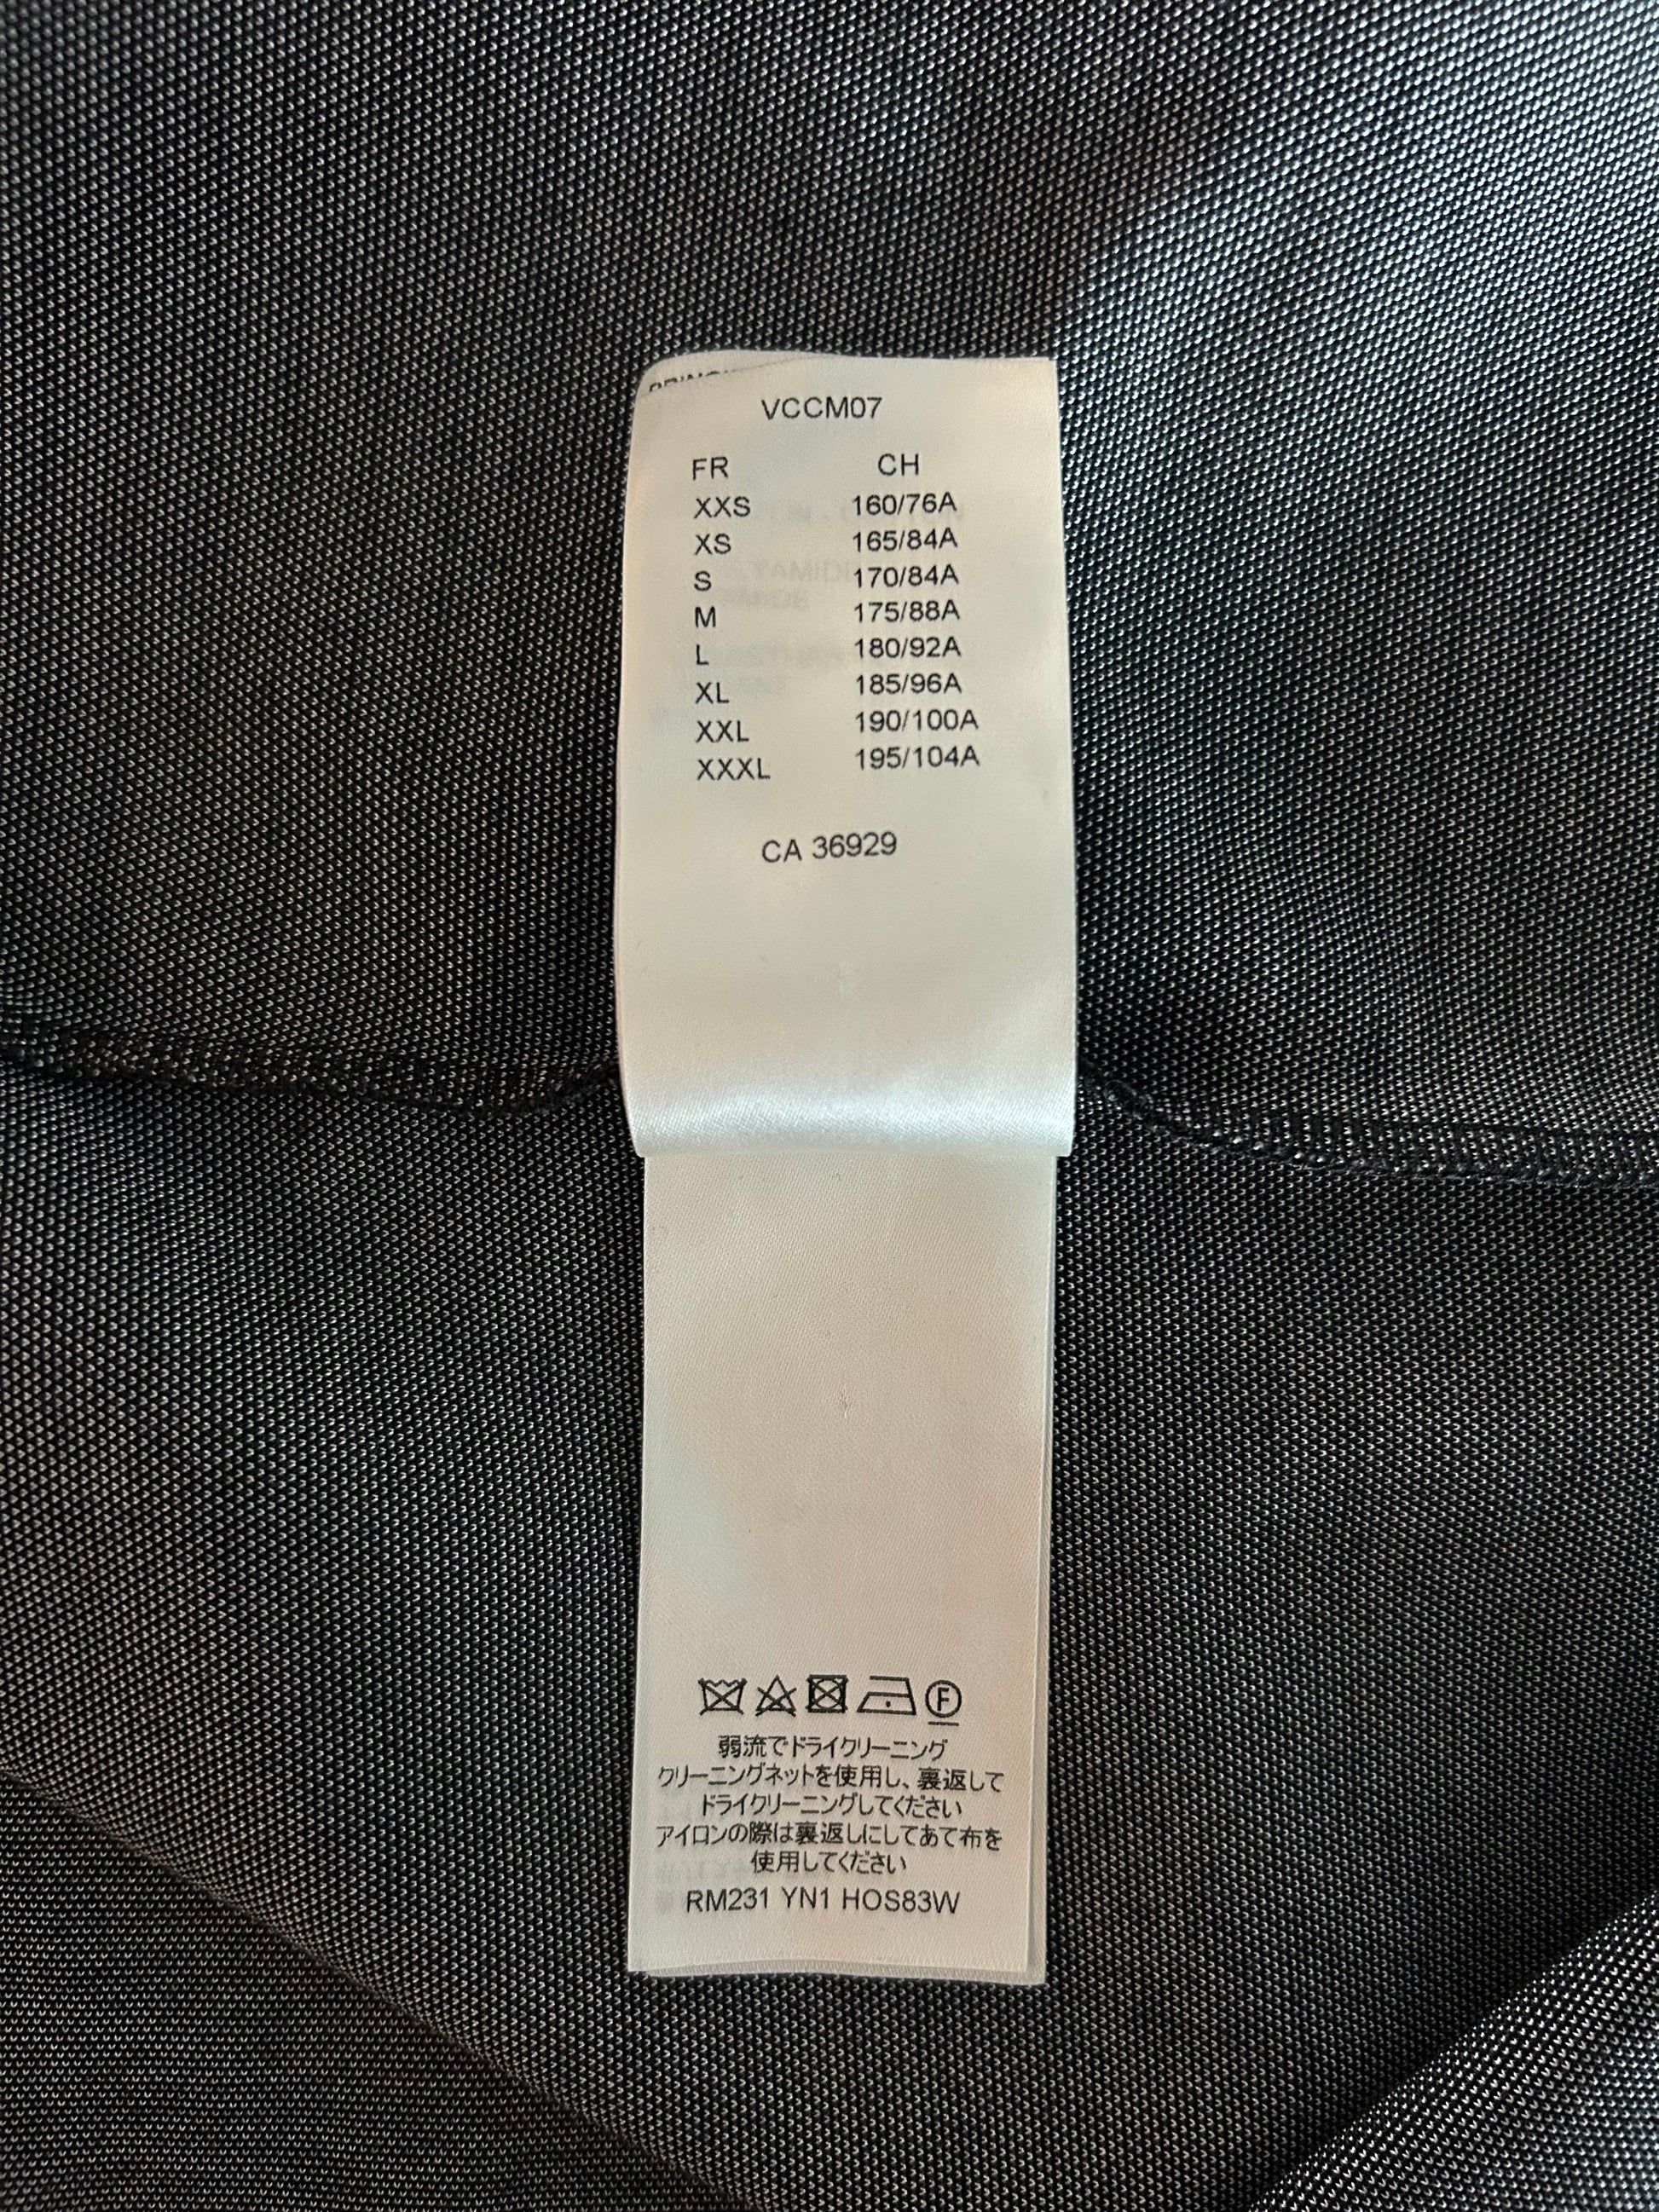 VCCM07
FR CH
XXS 160/76A
XS 165/84A
S 170/84A
M 175/88A
L 180/92A
XL 185/96A
XXL 190/100A
XXXL 195/104A
CA 36929
F
弱流でドライクリーニング
クリーニングネットを使用し、裏返して
ドライクリーニングしてください
アイロンの際は裏返しにしてあて布を
使用してください
RM231 YN1 HOS83W